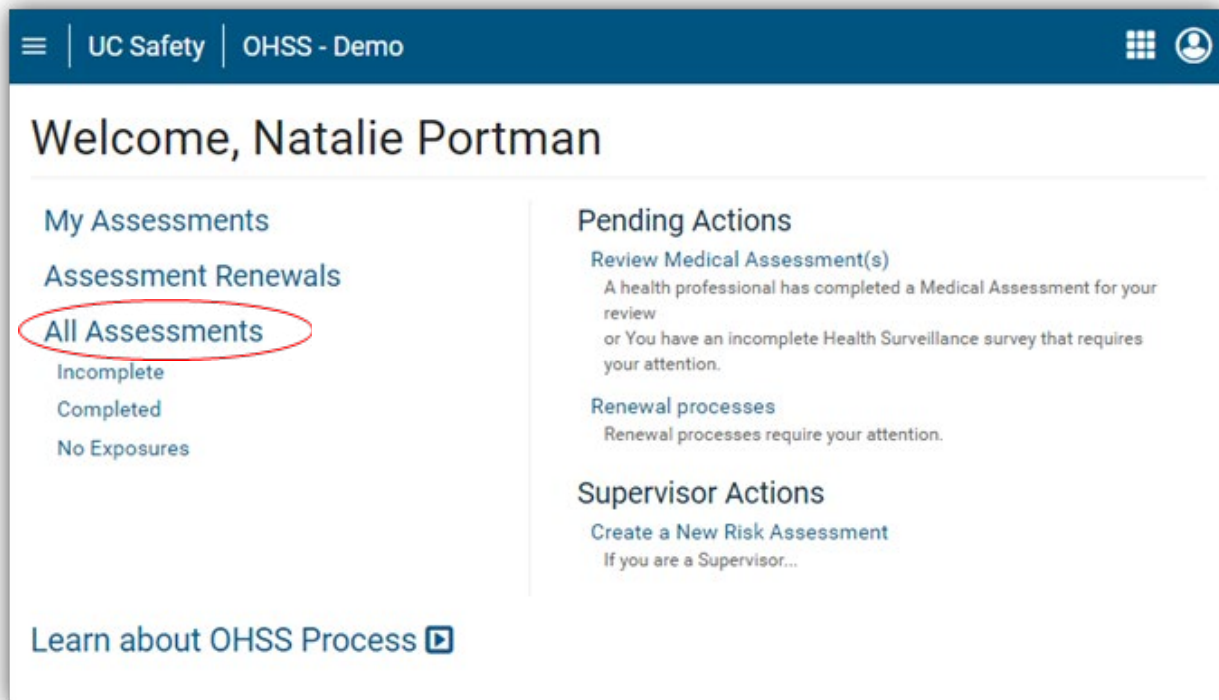 UC Safety OHSS - Demo
Welcome, Natalie Portman
My Assessments
Assessment Renewals
All Assessments
Incomplete
Completed
No Exposures
Pending Actions
Review Medical Assessment(s)
A health professional has completed a Medical Assessment for your
review
or You have an incomplete Health Surveillance survey that requires
your attention.
Renewal processes
Renewal processes require your attention.
Supervisor Actions
Create a New Risk Assessment
If you are a Supervisor...
Learn about OHSS Process